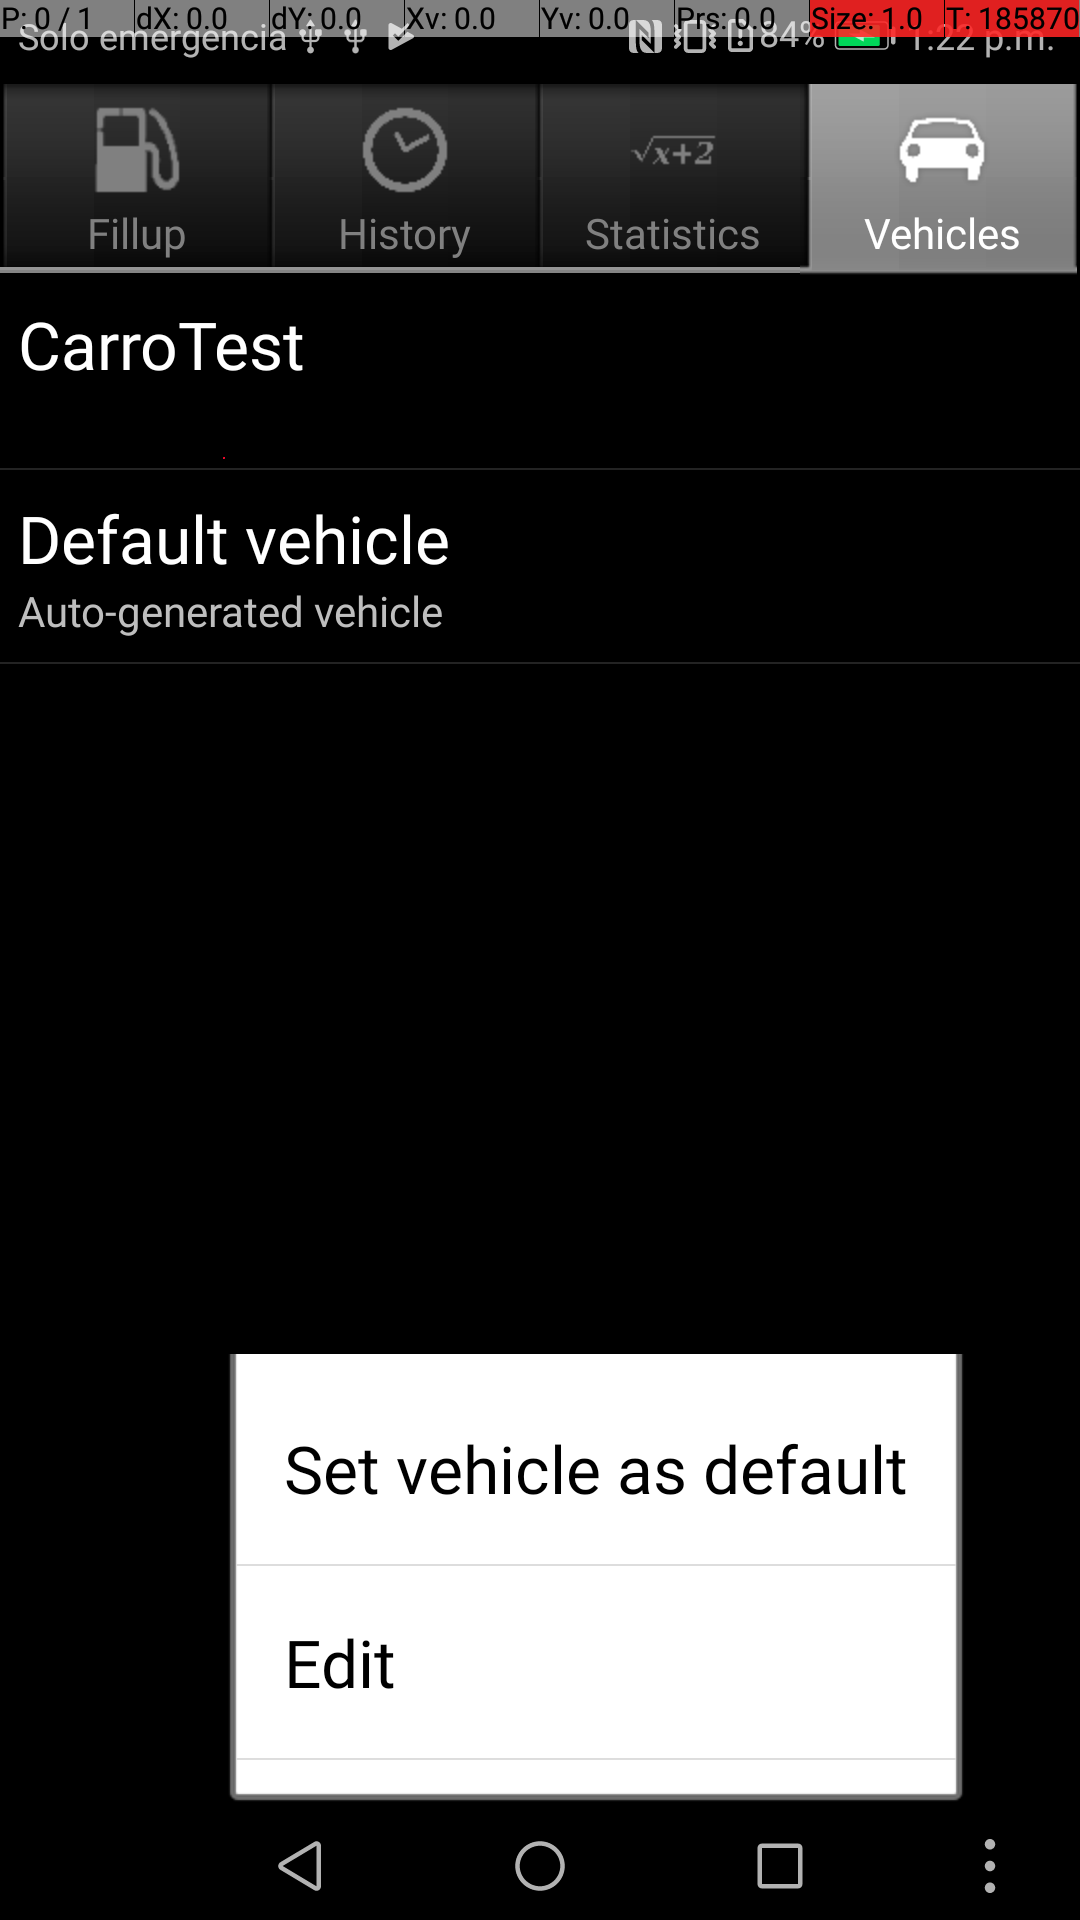 P: 0 / 1 dX: 0.0 dY: 0.0 Xv: 0.0 Yv: 0.0 Prs: 0.0 Size: 1.0 T: 185870
Solo emergencia 84% 1:22 p.m.
√x+2
Fillup History Statistics Vehicles
CarroTest
Default vehicle
Auto-generated vehicle
Set vehicle as default
Edit